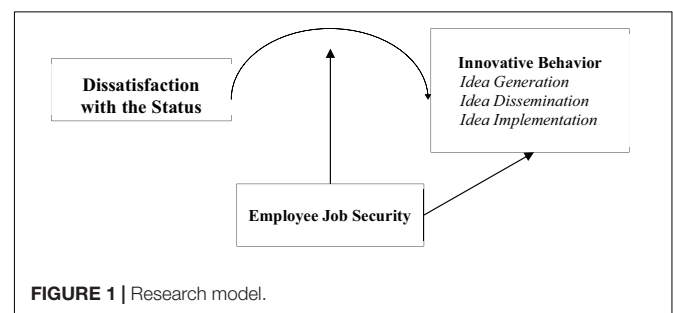 Dissatisfaction
with the Status
Innovative Behavior
Idea Generation
Idea Dissemination
Idea Implementation
Employee Job Security
FIGURE 1 | Research model.